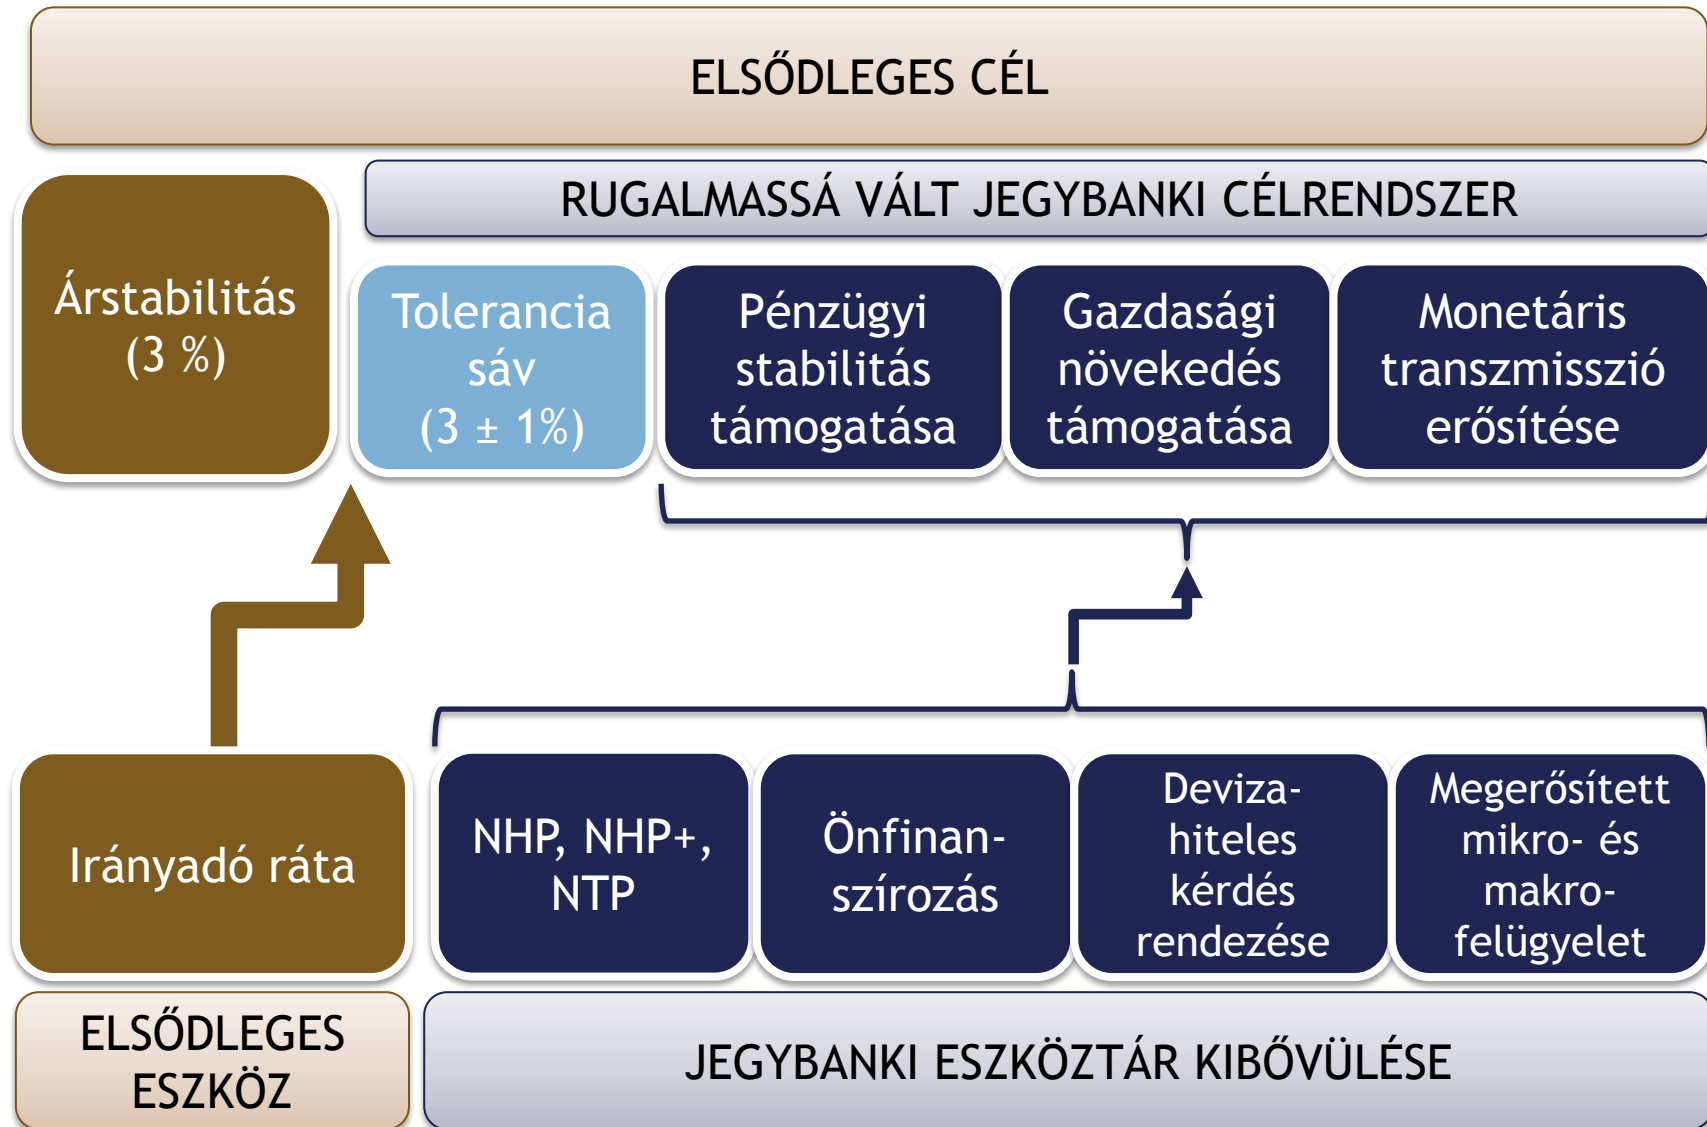 ELSŐDLEGES CÉL
RUGALMASSÁ VÁLT JEGYBANKI CÉLRENDSZER
Árstabilitás
(3 %)
Tolerancia
sáv
(3 ± 1%)
Pénzügyi
stabilitás
támogatása
Gazdasági
növekedés
támogatása
Monetáris
transzmisszió
erősítése
Irányadó ráta
NHP, NHP+,
NTP
Önfinan-
szírozás
Deviza-
hiteles
kérdés
rendezése
Megerősített
mikro- és
makro-
felügyelet
ELSŐDLEGES
ESZKÖZ
JEGYBANKI ESZKÖZTÁR KIBŐVÜLÉSE